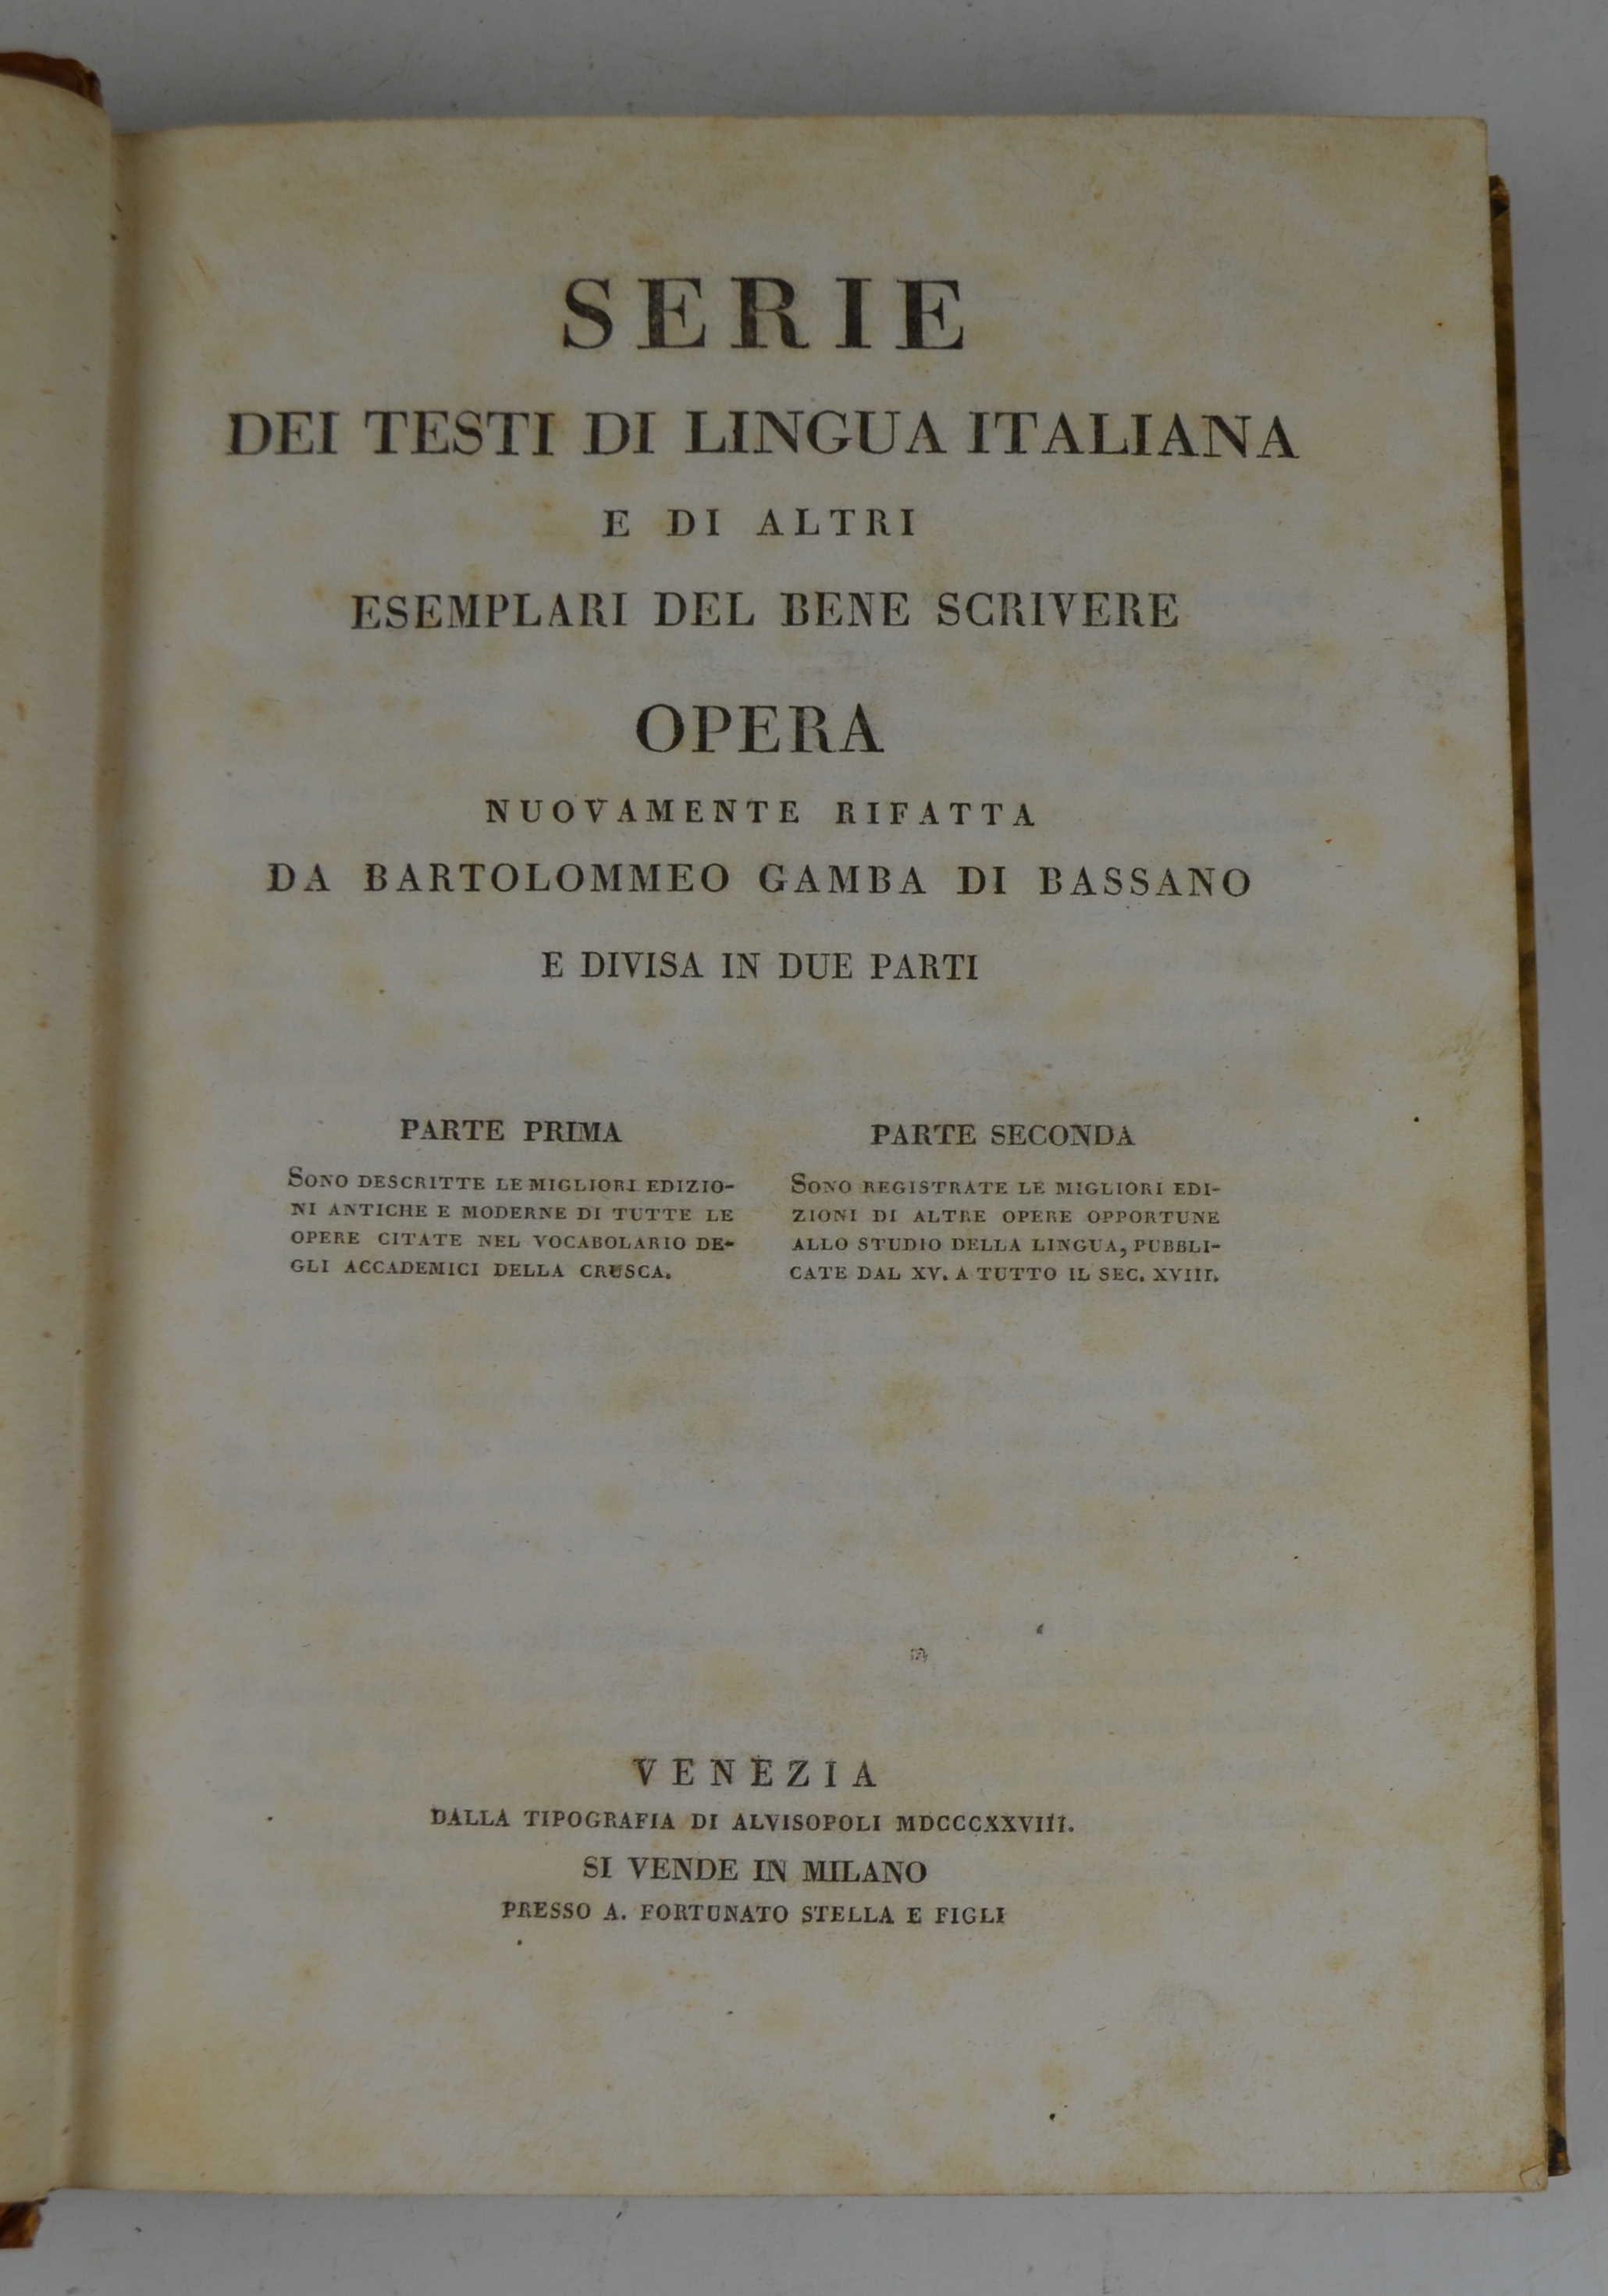 SERIE
DEI TESTI DI LINGUA ITALIANA
E DI ALTRI
ESEMPLARI DEL BENE SCRIVERE
OPERA
NUOVAMENTE RIFATTA
DA BARTOLOMMEO GAMBA DI BASSANO
E DIVISA IN DUE PARTI
PARTE PRIMA
SONO DESCRITTE LE MIGLIORI EDIZIO-
NI ANTICHE E MODERNE DI TUTTE LE
OPERE CITATE NEL VOCABOLARIO DE-
GLI ACCADEMICI DELLA CRUSCA.
PARTE SECONDA
SONO REGISTRATE LE MIGLIORI EDI-
ZIONI DI ALTRE OPERE OPPORTUNE
ALLO STUDIO DELLA LINGUA, PUBBLI-
CATE DAL XV. A TUTTO IL SEC. XVIII.
VENEZIA
DALLA TIPOGRAFIA DI ALVISOPOLI MDCCCXXVIII.
SI VENDE IN MILANO
PRESSO A. FORTUNATO STELLA E FIGLI